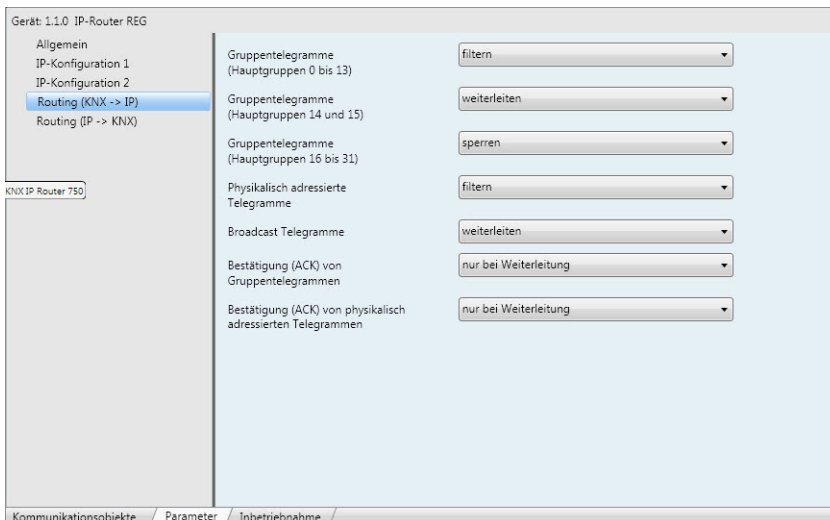 Gerät: 1.1.0 IP-Router REG
Allgemein
IP-Konfiguration 1
IP-Konfiguration 2
Routing (KNX -> IP)
Routing (IP -> KNX)
KNX IP Router 750
Gruppentelegramme
(Hauptgruppen 0 bis 13)
filtern
Gruppentelegramme
(Hauptgruppen 14 und 15)
weiterleiten
Gruppentelegramme
(Hauptgruppen 16 bis 31)
sperren
Physikalisch adressierte
Telegramme
filtern
Broadcast Telegramme
weiterleiten
Bestätigung (ACK) von
Gruppentelegrammen
nur bei Weiterleitung
Bestätigung (ACK) von physikalisch
adressierten Telegrammen
nur bei Weiterleitung
Kommunikationsobjekte / Parameter / Inbetriebnahme /